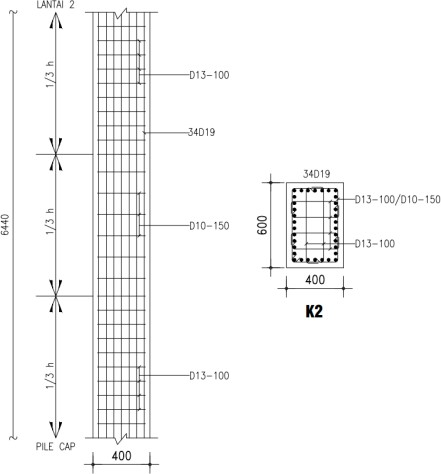 LANTAI 2
1/3 h
D13-100
34D19
6440
1/3 h
D10-150
1/3 h
D13-100
PILE CAP
400
34D19
D13-100/D10-150
600
D13-100
400
K2